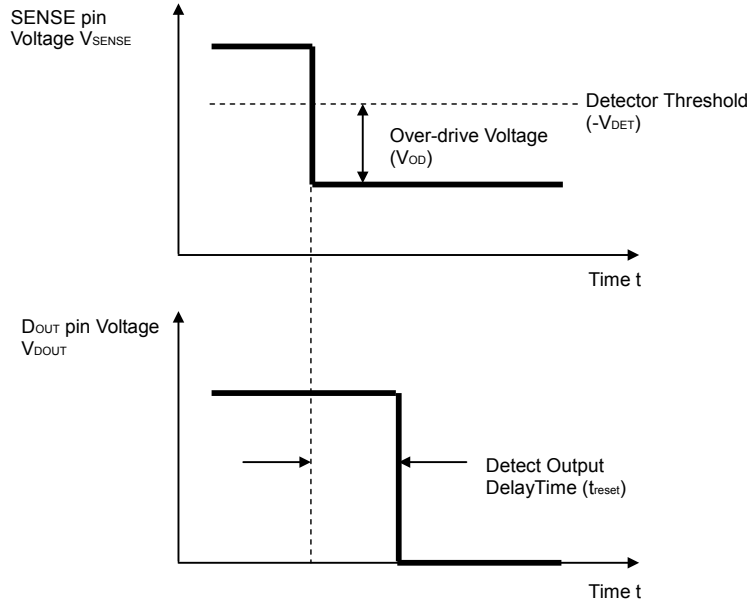 SENSE pin
Voltage VSENSE
Detector Threshold
(-VDET)
Over-drive Voltage
(VOD)
Time t
DOUT pin Voltage
VDOUT
Detect Output
DelayTime (treset)
Time t